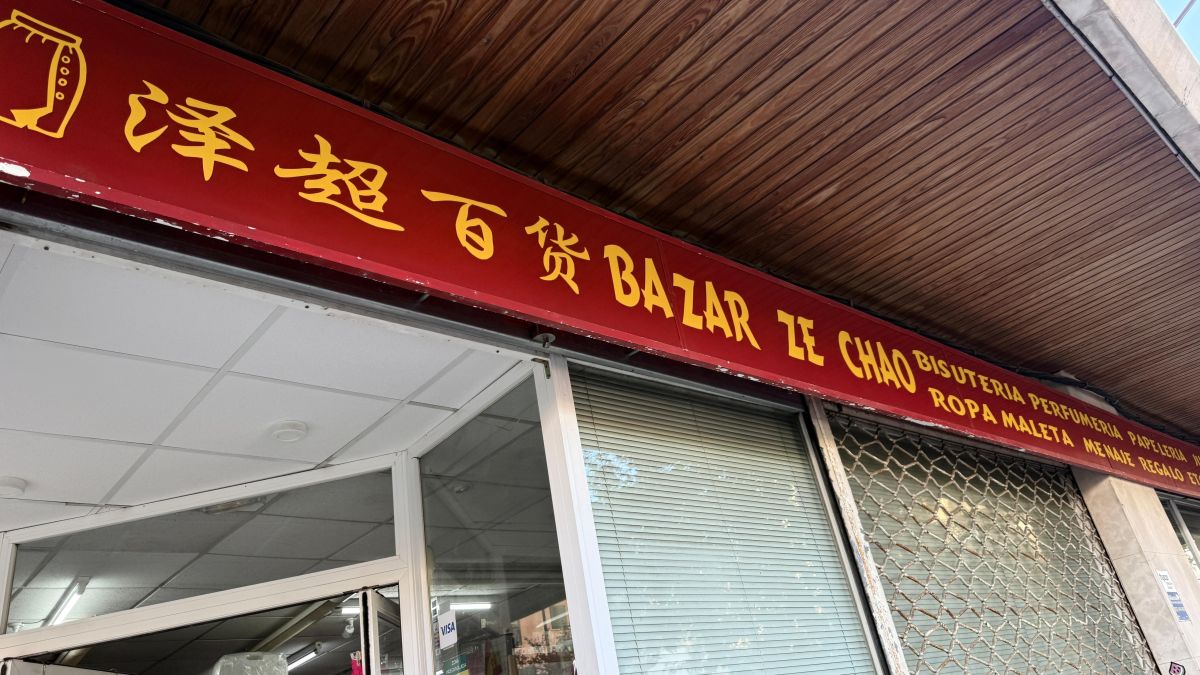 泽超百货 BAZAR ZE CHAO
BISUTERIA PERFUMERIA PAPELERIA
ROPA MALETA MENAJE REGALO
VISA